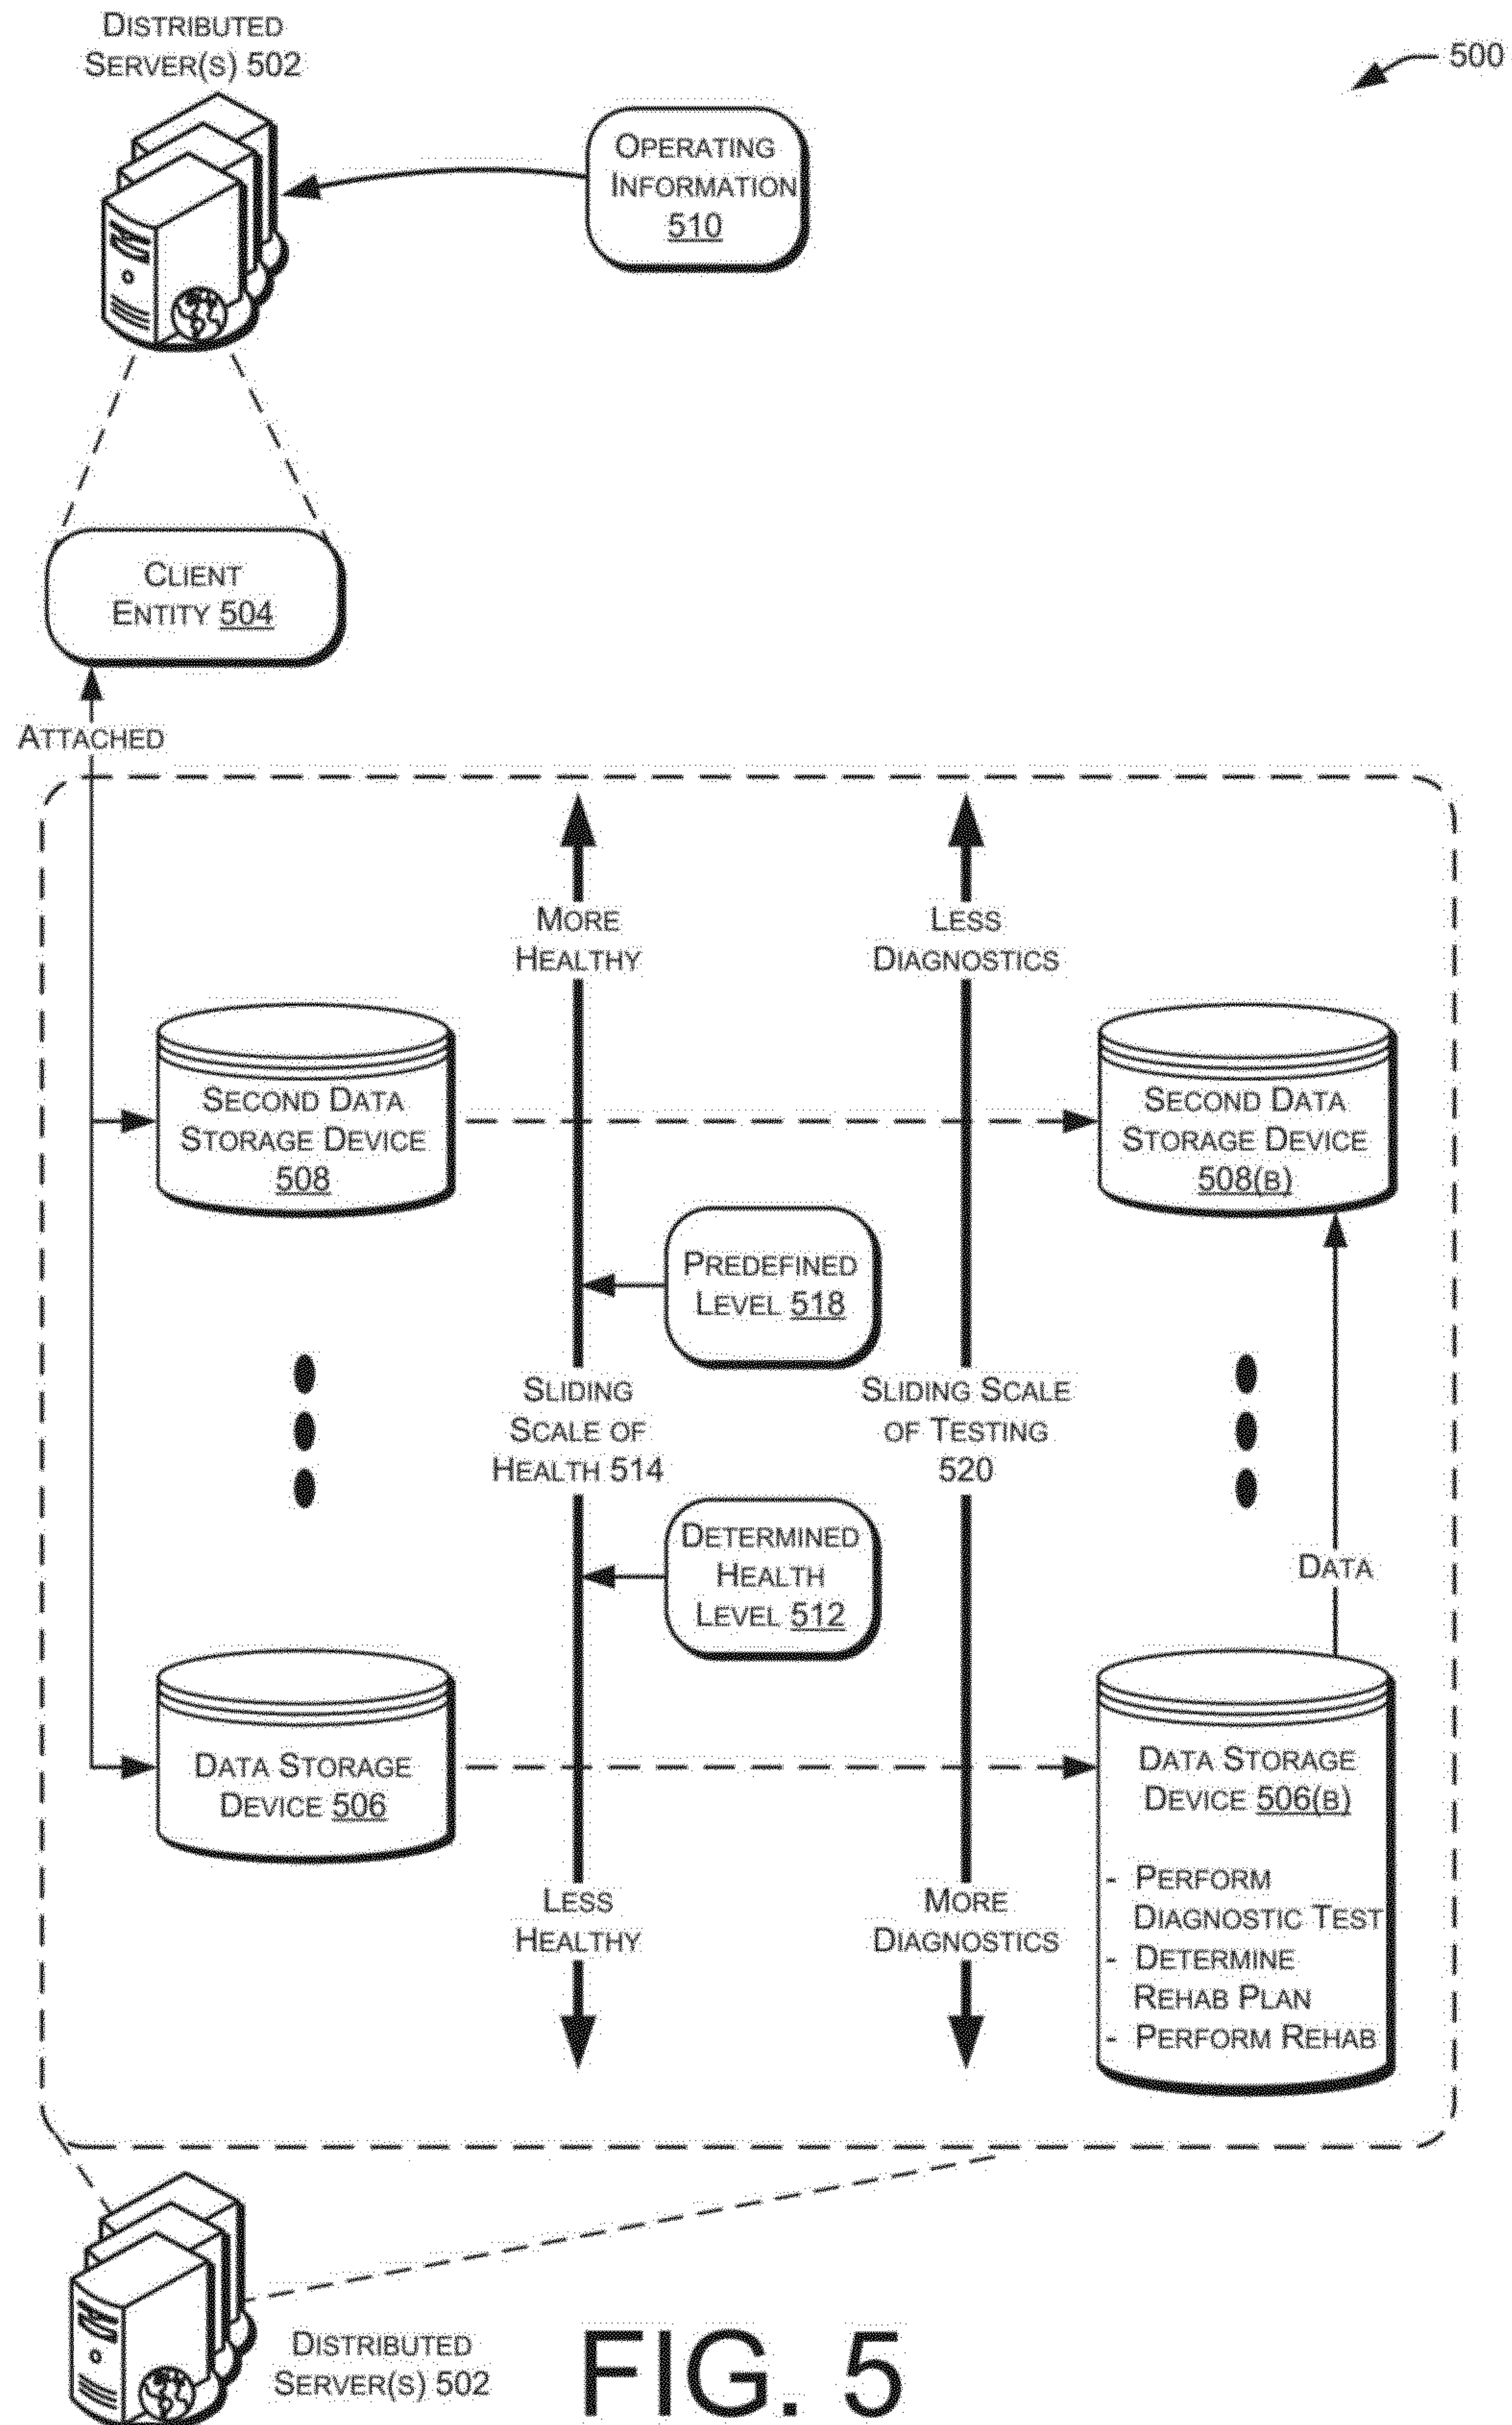 DISTRIBUTED
SERVER(S) 502
500
OPERATING
INFORMATION
510
CLIENT
ENTITY 504
ATTACHED
MORE
HEALTHY
LESS
DIAGNOSTICS
SECOND DATA
STORAGE DEVICE
508
SECOND DATA
STORAGE DEVICE
508(B)
PREDEFINED
LEVEL 518
SLIDING
SCALE OF
HEALTH 514
SLIDING SCALE
OF TESTING
520
DETERMINED
HEALTH
LEVEL 512
DATA
DATA STORAGE
DEVICE 506
DATA STORAGE
DEVICE 506(B)
- PERFORM
DIAGNOSTIC TEST
- DETERMINE
REHAB PLAN
- PERFORM REHAB
LESS
HEALTHY
MORE
DIAGNOSTICS
DISTRIBUTED
SERVER(S) 502
FIG. 5